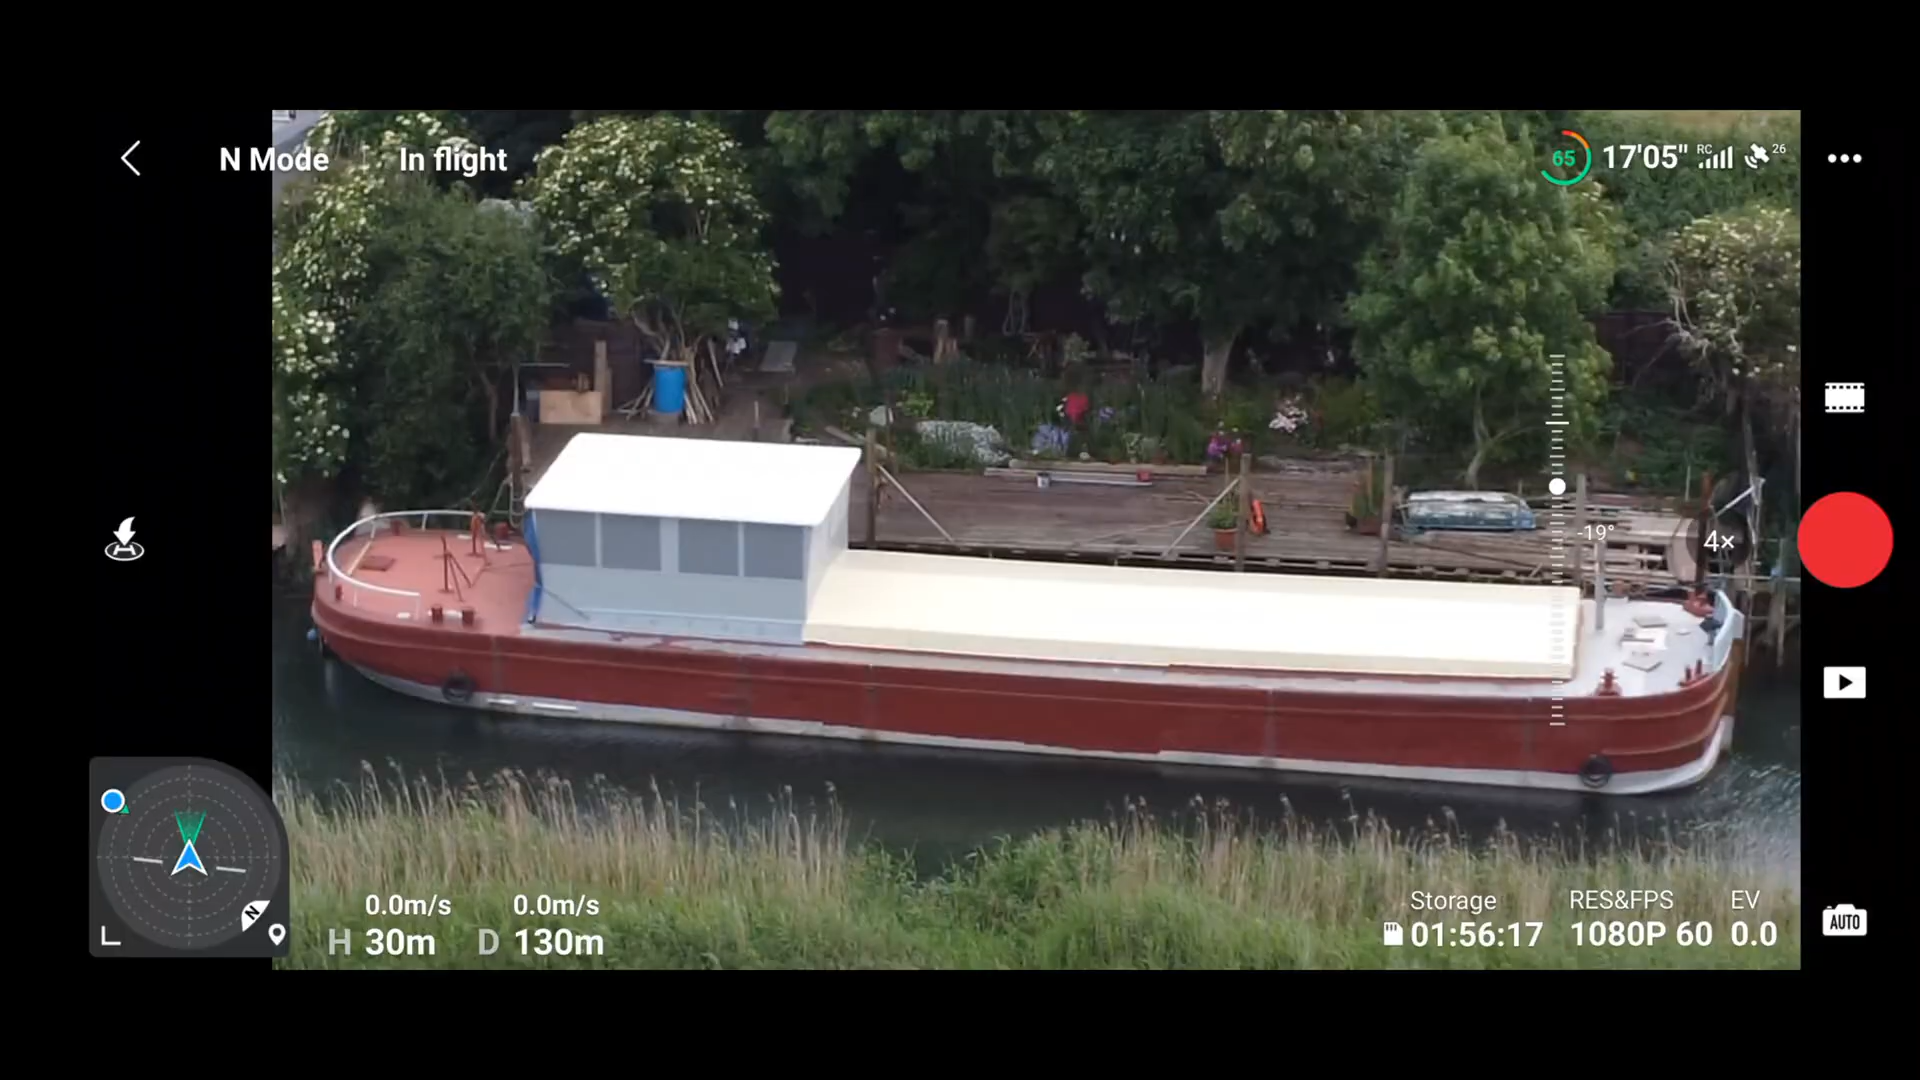 N Mode In flight
65 17'05" RC 26
-19°
4×
N
0.0m/s 0.0m/s
H 30m D 130m
Storage RES&FPS EV
01:56:17 1080P 60 0.0
AUTO